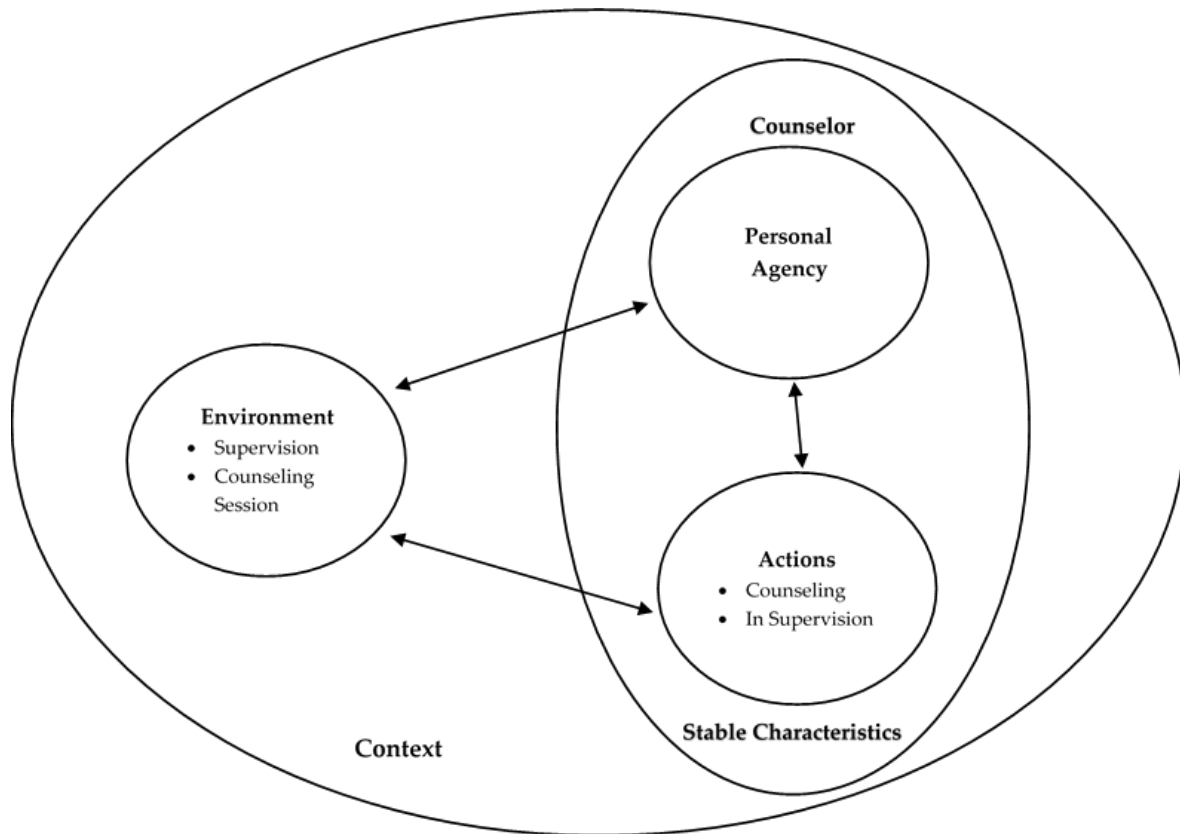 Counselor
Personal
Agency
Environment
• Supervision
• Counseling
Session
Actions
• Counseling
• In Supervision
Stable Characteristics
Context